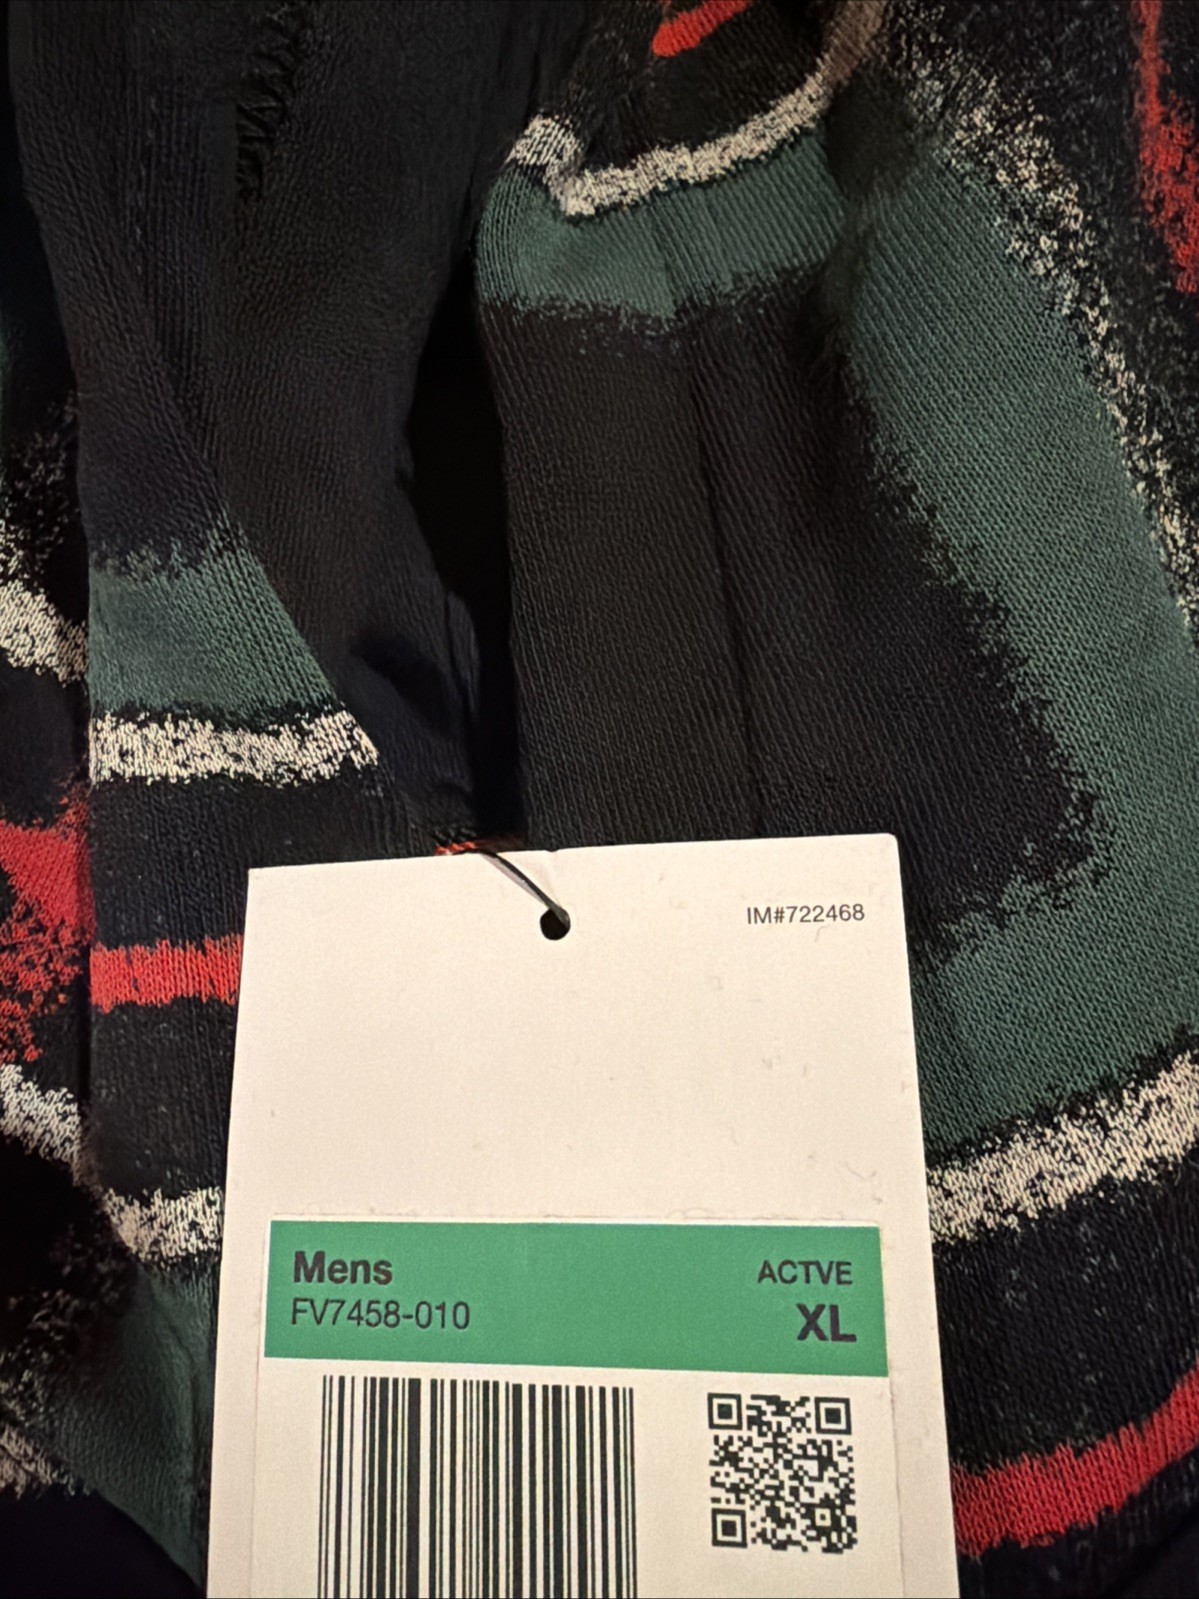 IM#722468
Mens ACTVE
FV7458-010 XL